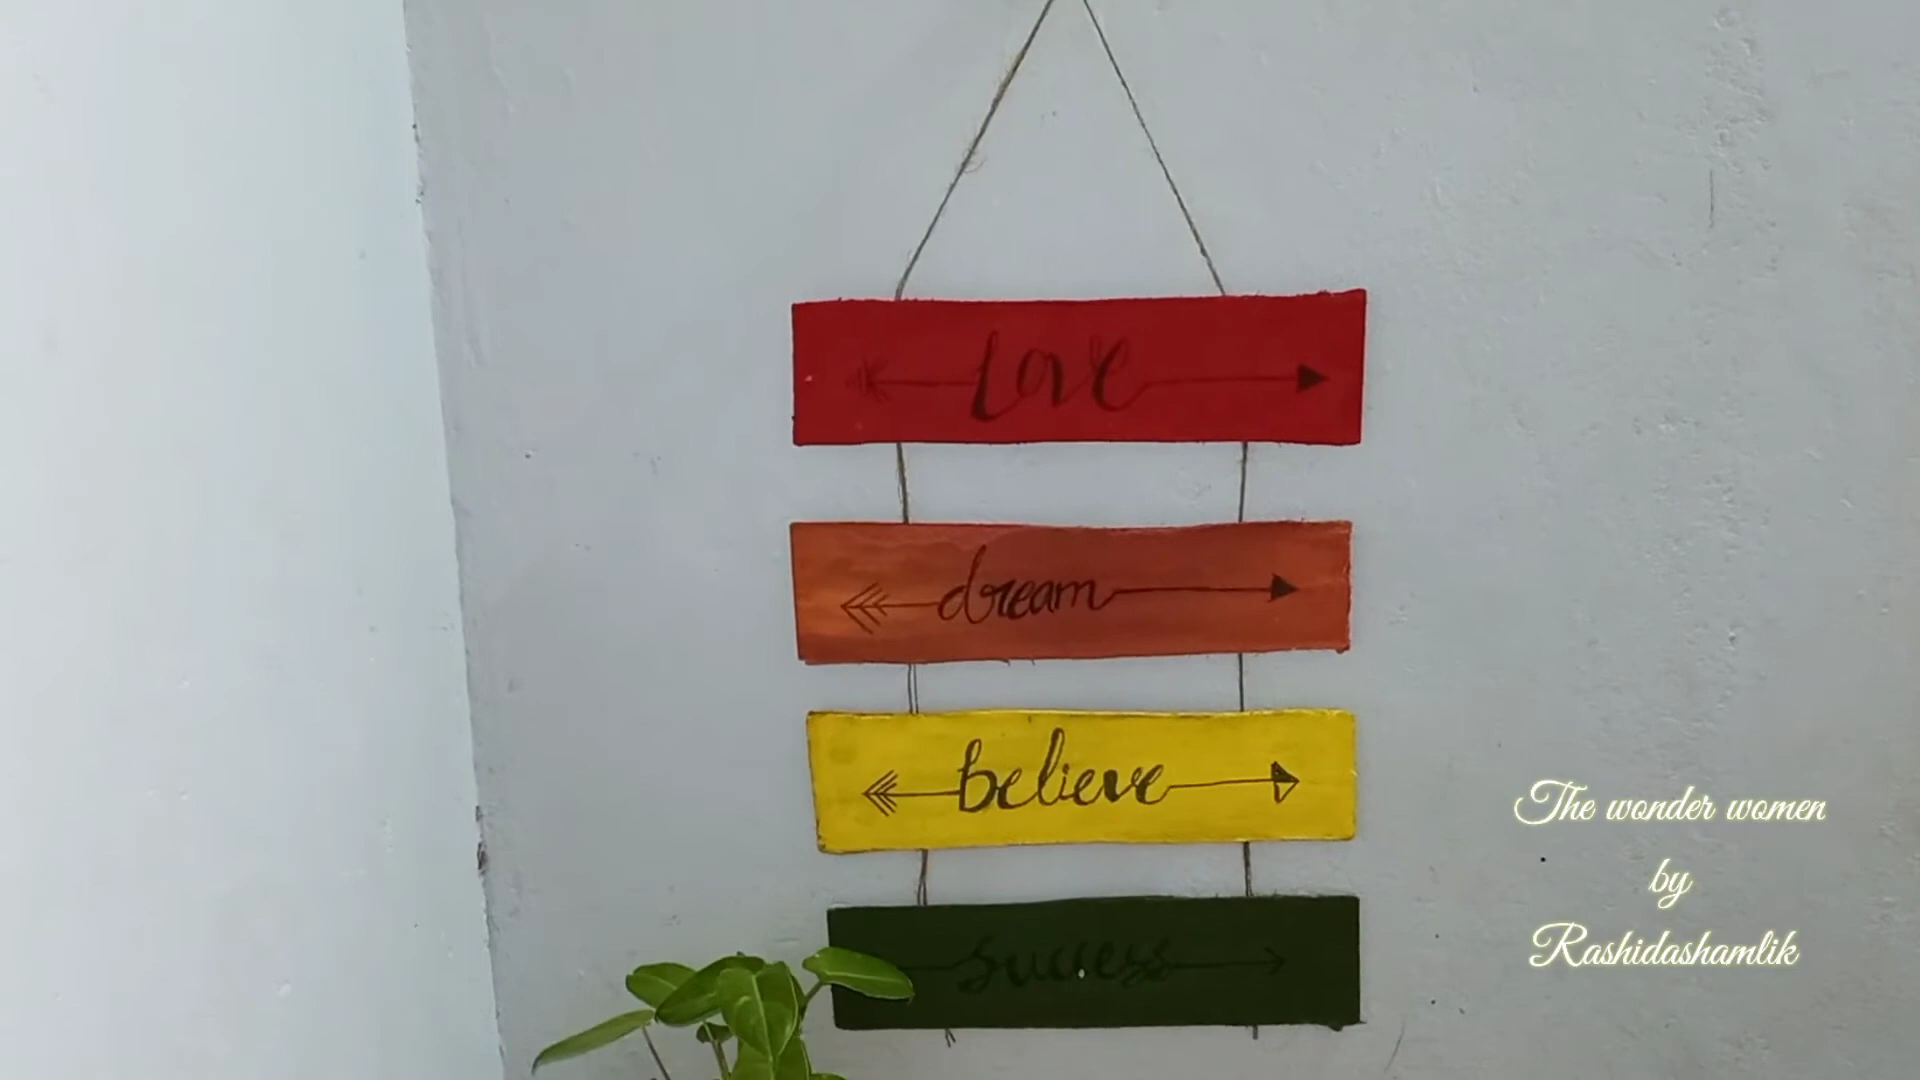 Love
dream
believe
success
The wonder women
by
Rashidashamlik